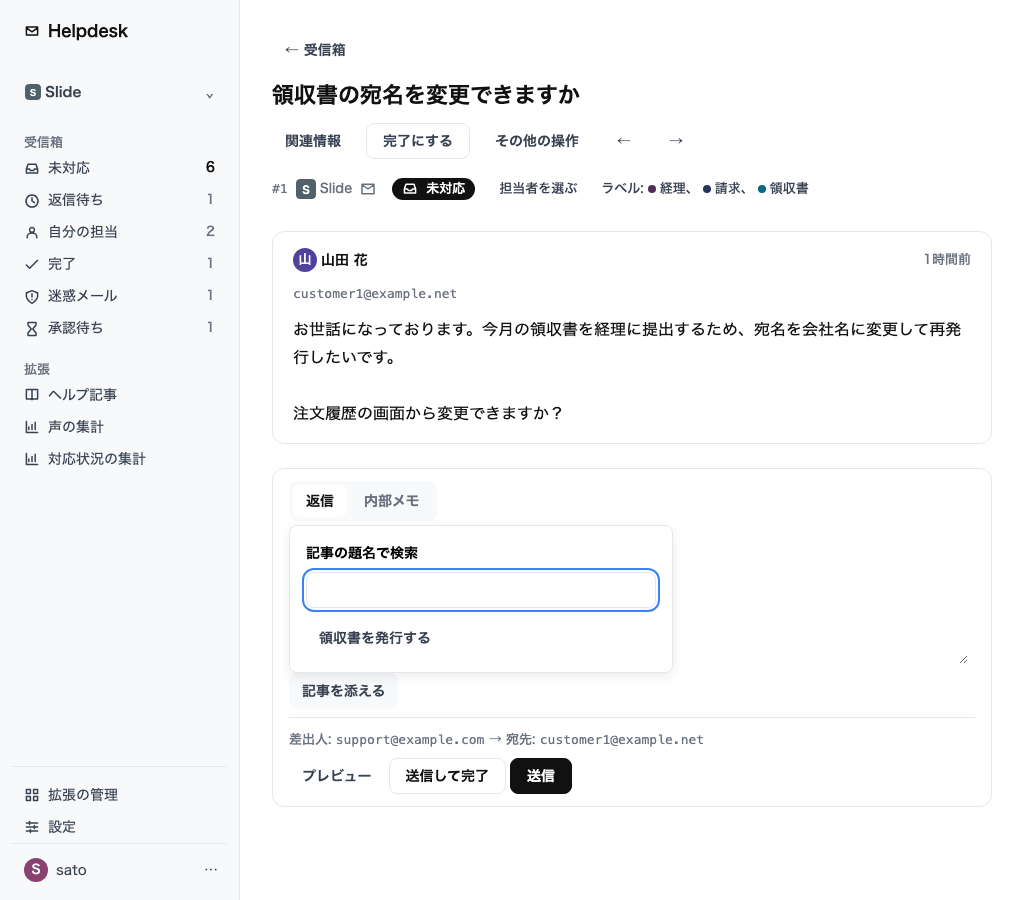 Helpdesk
S Slide
受信箱
未対応 6
返信待ち 1
自分の担当 2
完了 1
迷惑メール 1
承認待ち 1
拡張
ヘルプ記事
声の集計
対応状況の集計
拡張の管理
設定
S sato ...
← 受信箱
領収書の宛名を変更できますか
関連情報 完了にする その他の操作 ← →
#1 S Slide 未対応 担当者を選ぶ ラベル: 経理、 請求、 領収書
山 山田 花 1時間前
customer1@example.net
お世話になっております。今月の領収書を経理に提出するため、宛名を会社名に変更して再発
行したいです。
注文履歴の画面から変更できますか？
返信 内部メモ
記事の題名で検索
領収書を発行する
記事を添える
差出人: support@example.com → 宛先: customer1@example.net
プレビュー 送信して完了 送信